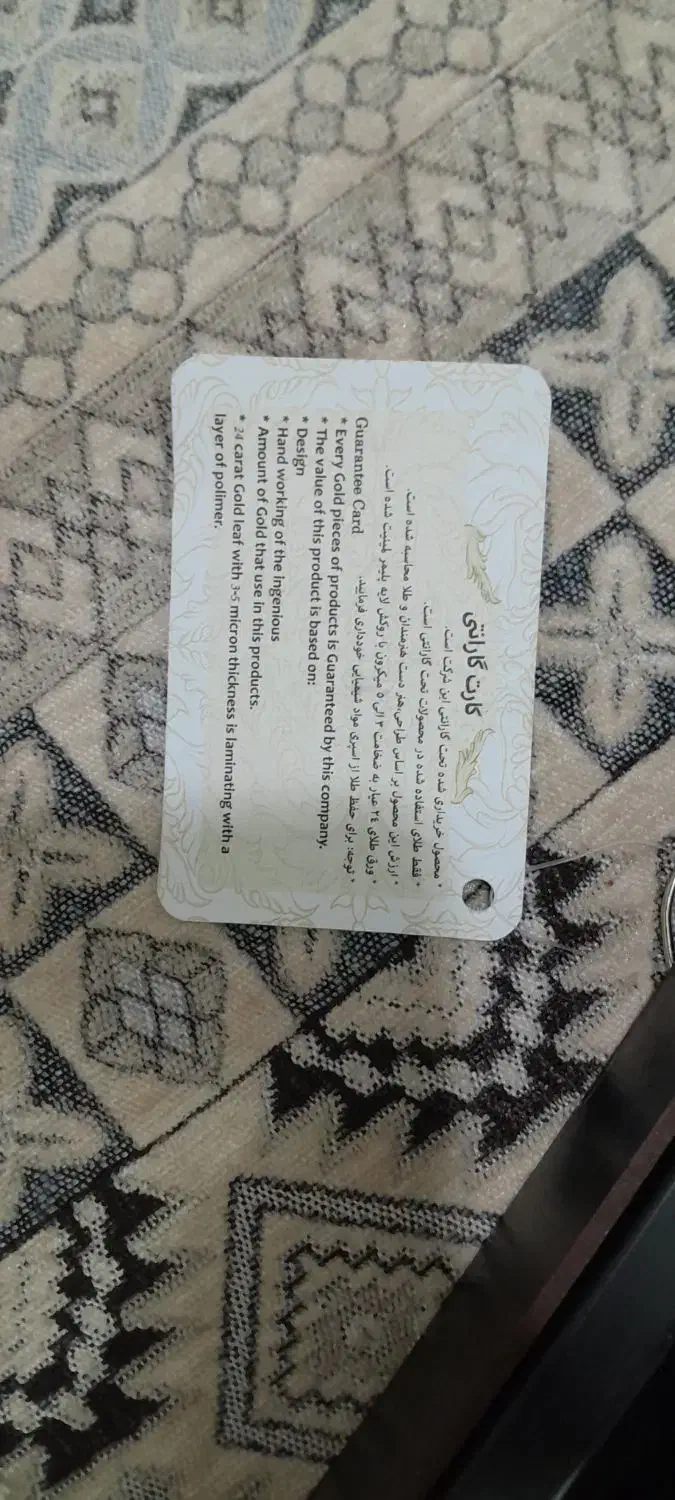 کارت گارانتی
* محصول خریداری شده تحت گارانتی این شرکت است.
* فقط طلای استفاده شده در محصولات تحت گارانتی است.
* ارزش این محصول بر اساس طراحی،هنر دست هنرمندان و طلا محاسبه شده است.
* ورق طلای ۲۴ عیار به ضخامت ۳ الی ۵ میکرون با روکش لایه پلیمر فیت شده است.
* توجه: برای حفظ طلا از اسپری مواد شیمیایی خودداری فرمایید.
Guarantee Card
* Every Gold pieces of products is Guaranteed by this company.
* The value of this product is based on:
* Design
* Hand working of the ingenious
* Amount of Gold that use in this products.
* 24 carat Gold leaf with 3-5 micron thickness is laminating with a
layer of polimer.